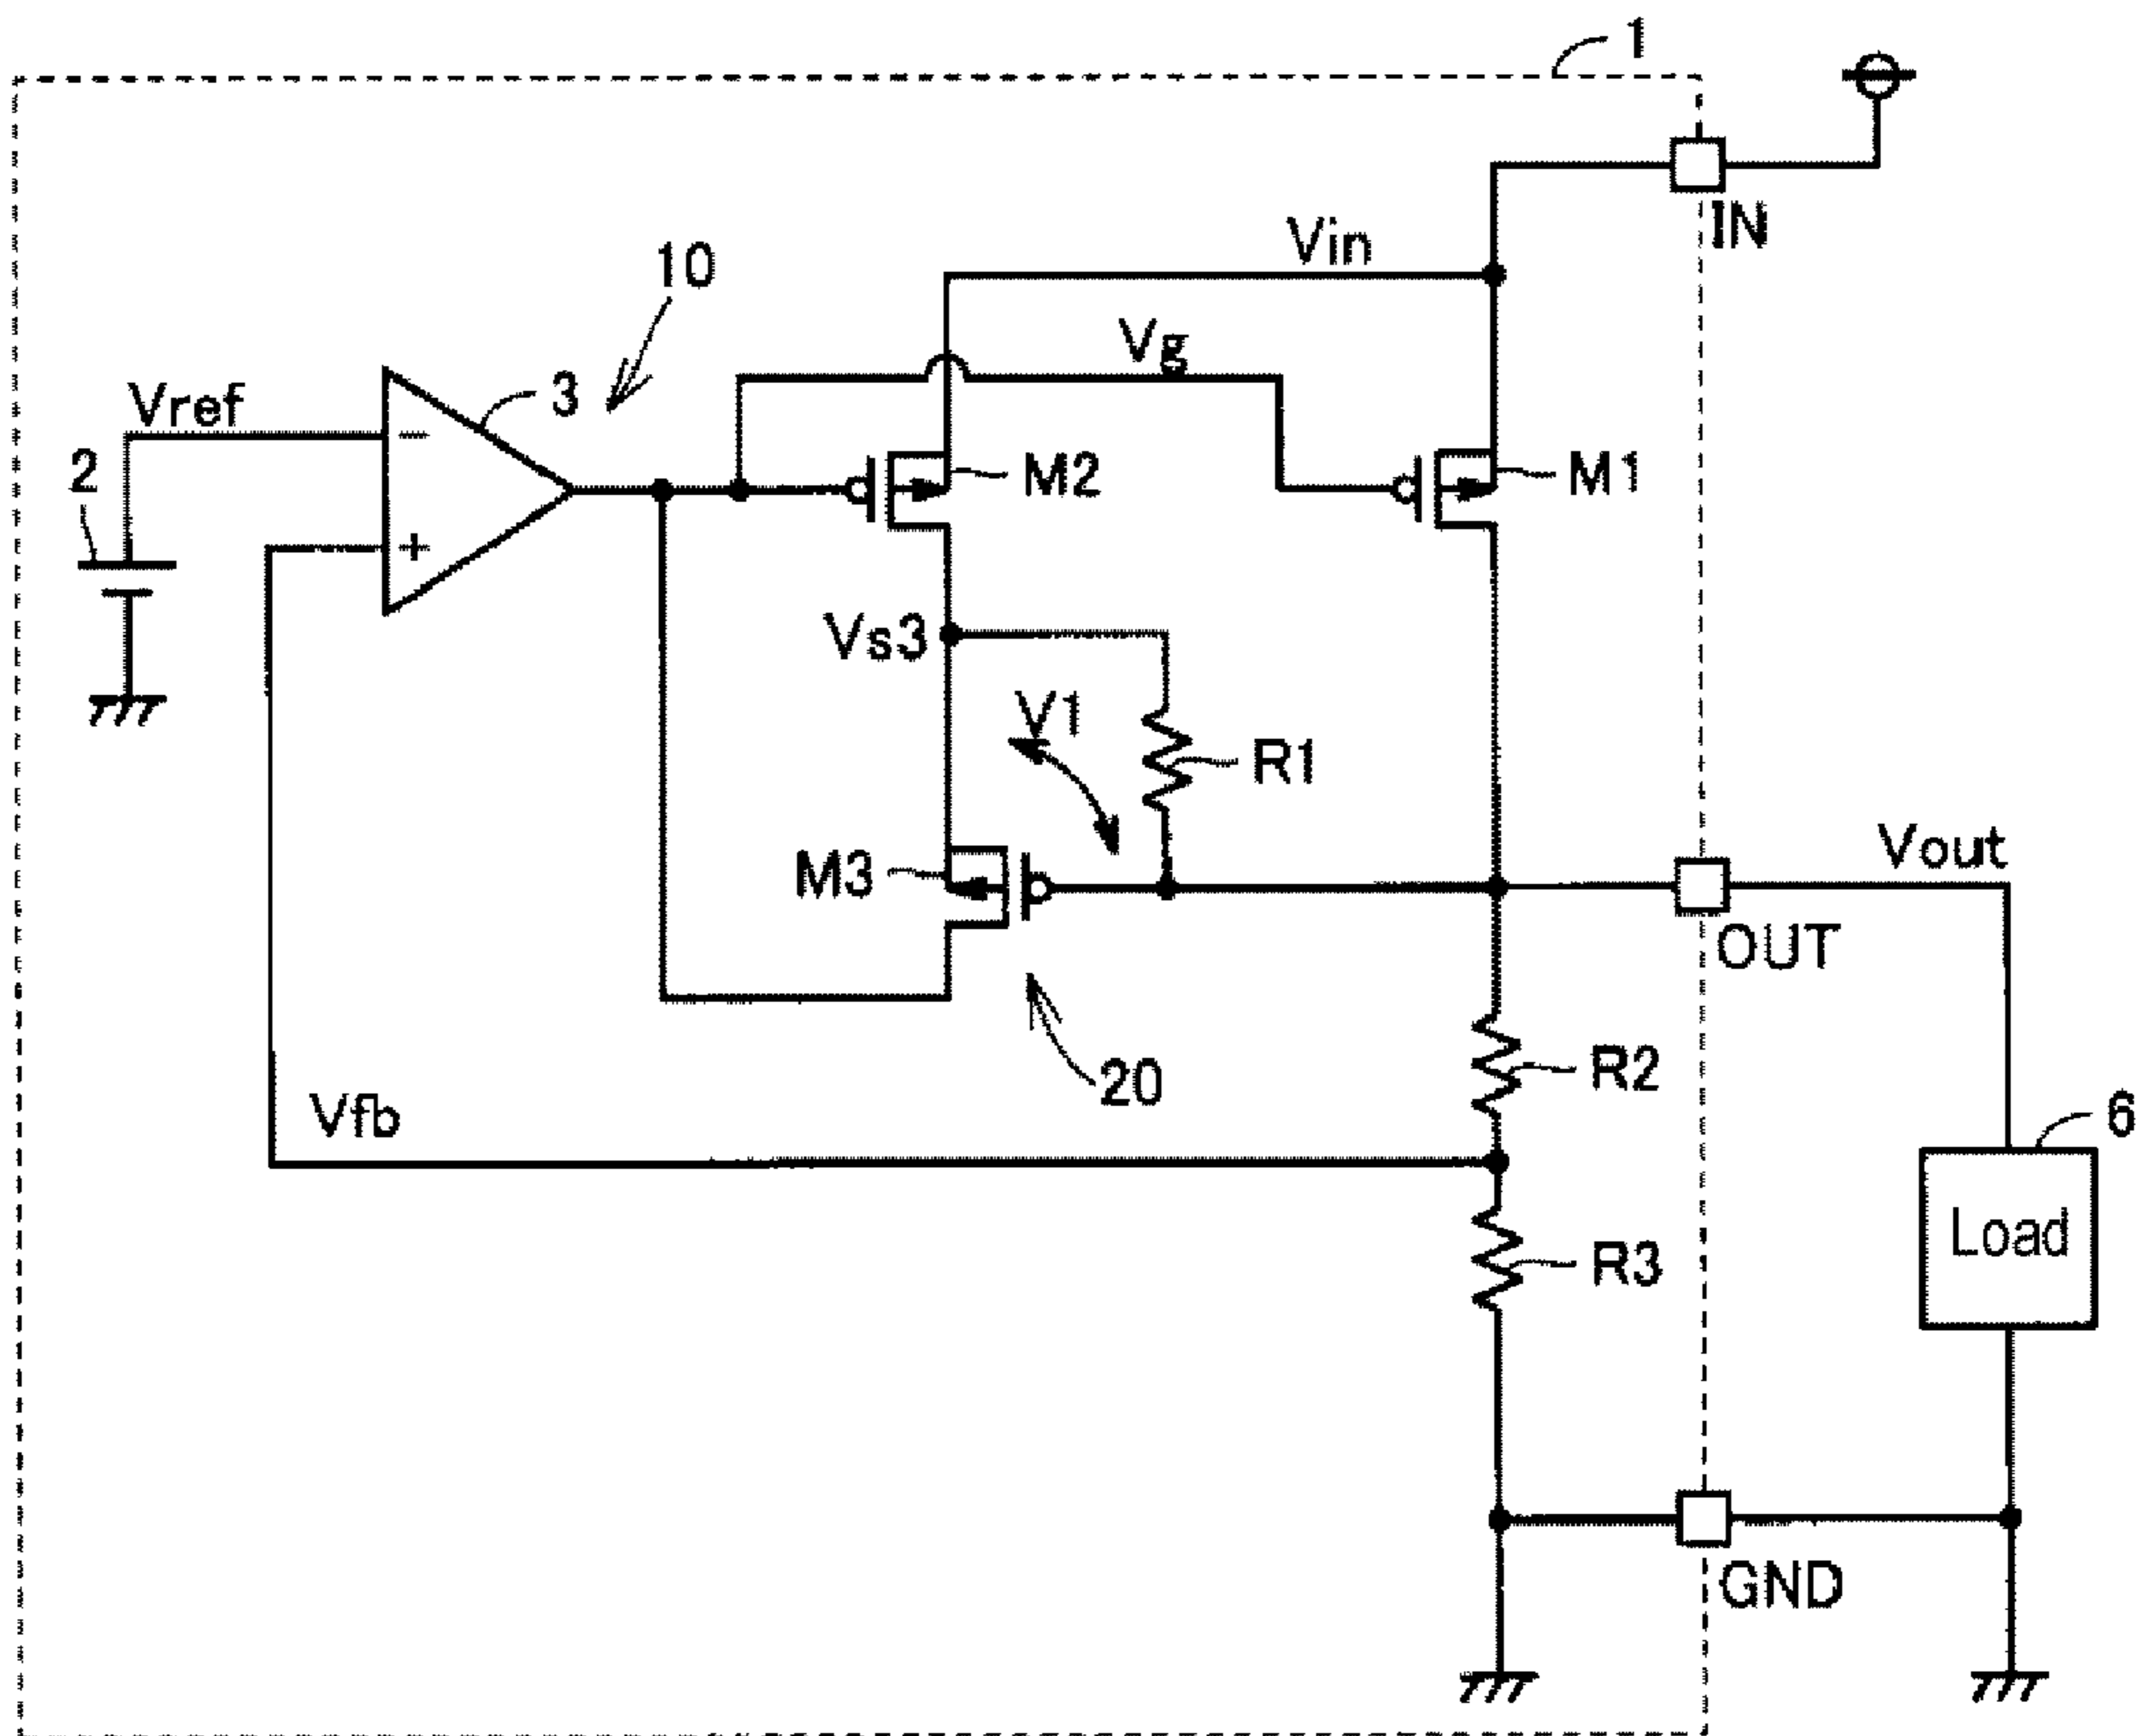 1
IN
Vin
10
Vg
Vref
3
−
M2
M1
2
+
Vs3
V1
R1
M3
Vout
OUT
R2
20
Vfb
6
Load
R3
GND